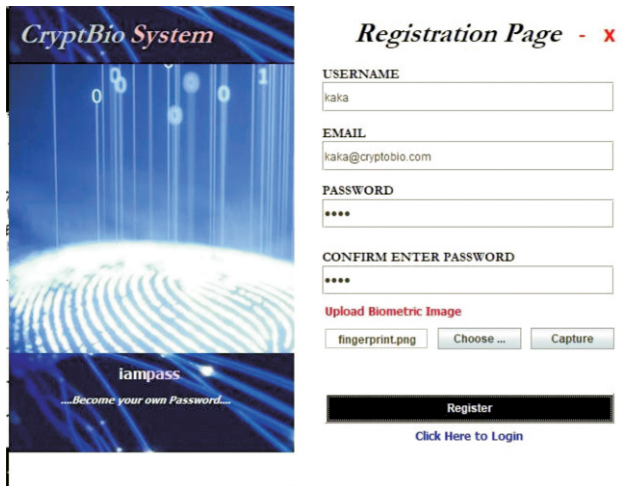 CryptBio System
iampass
....Become your own Password....
Registration Page - X
USERNAME
kaka
EMAIL
kaka@cryptobio.com
PASSWORD
••••
CONFIRM ENTER PASSWORD
••••
Upload Biometric Image
fingerprint.png Choose ... Capture
Register
Click Here to Login